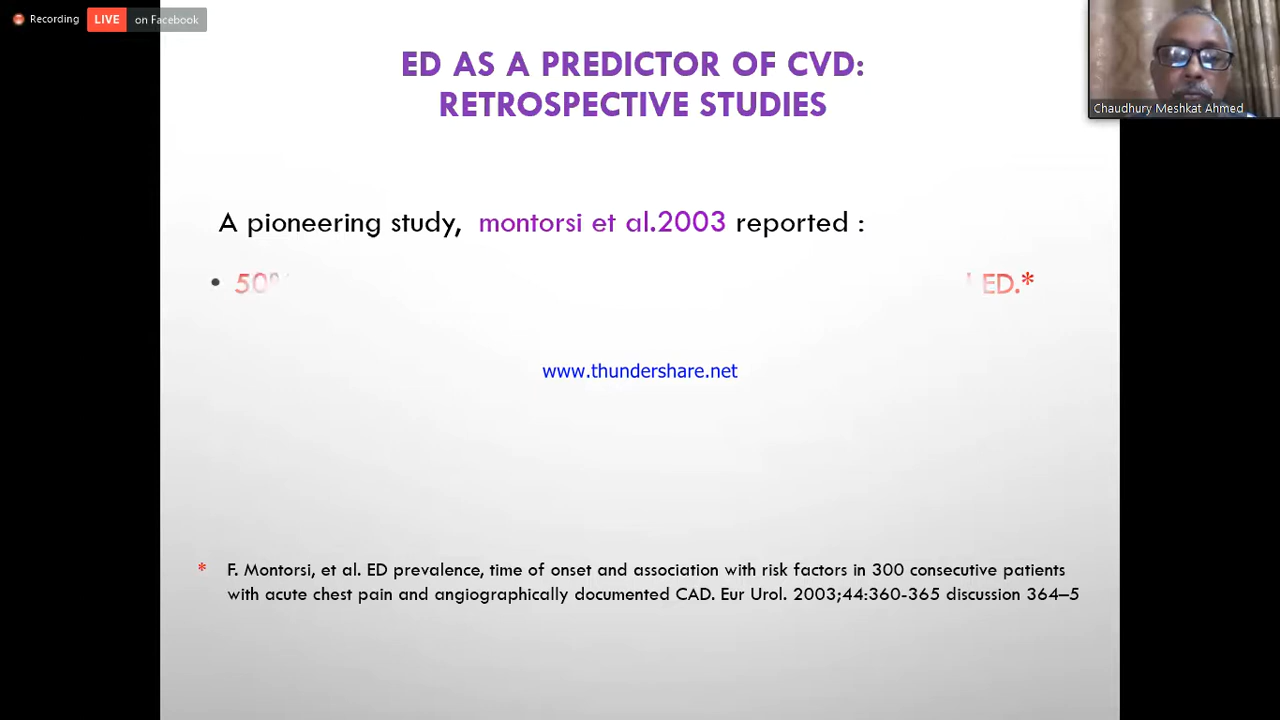 Recording
LIVE on Facebook
ED AS A PREDICTOR OF CVD:
RETROSPECTIVE STUDIES
Chaudhury Meshkat Ahmed
A pioneering study, montorsi et al.2003 reported :
• 50% ED.*
www.thundershare.net
* F. Montorsi, et al. ED prevalence, time of onset and association with risk factors in 300 consecutive patients
with acute chest pain and angiographically documented CAD. Eur Urol. 2003;44:360-365 discussion 364–5